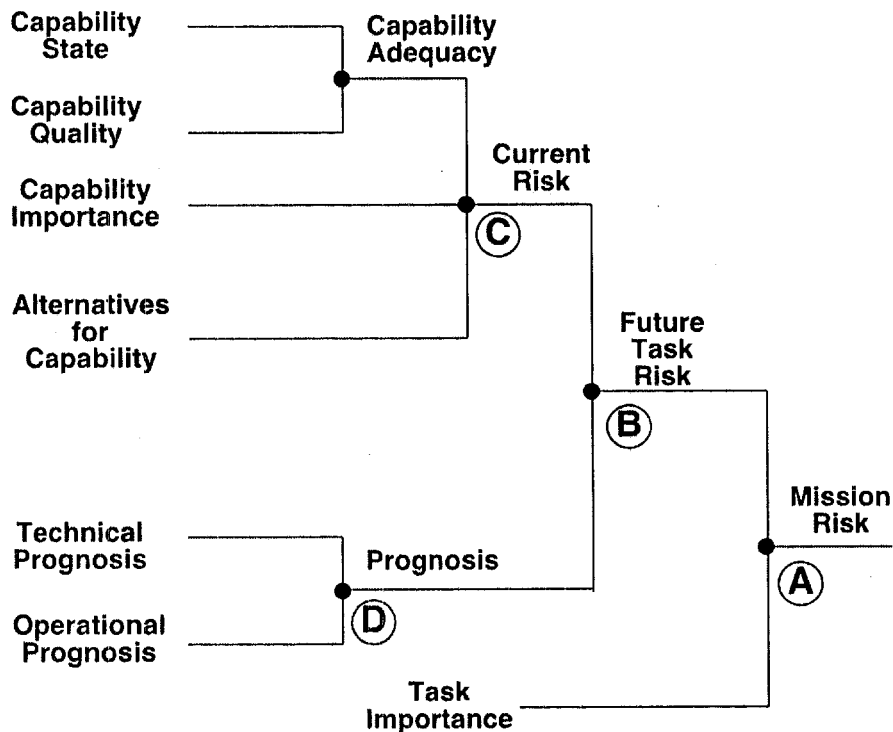 Capability
State
Capability
Adequacy
Capability
Quality
Current
Risk
Capability
Importance
C
Alternatives
for
Capability
Future
Task
Risk
B
Mission
Risk
Technical
Prognosis
Prognosis
A
D
Operational
Prognosis
Task
Importance